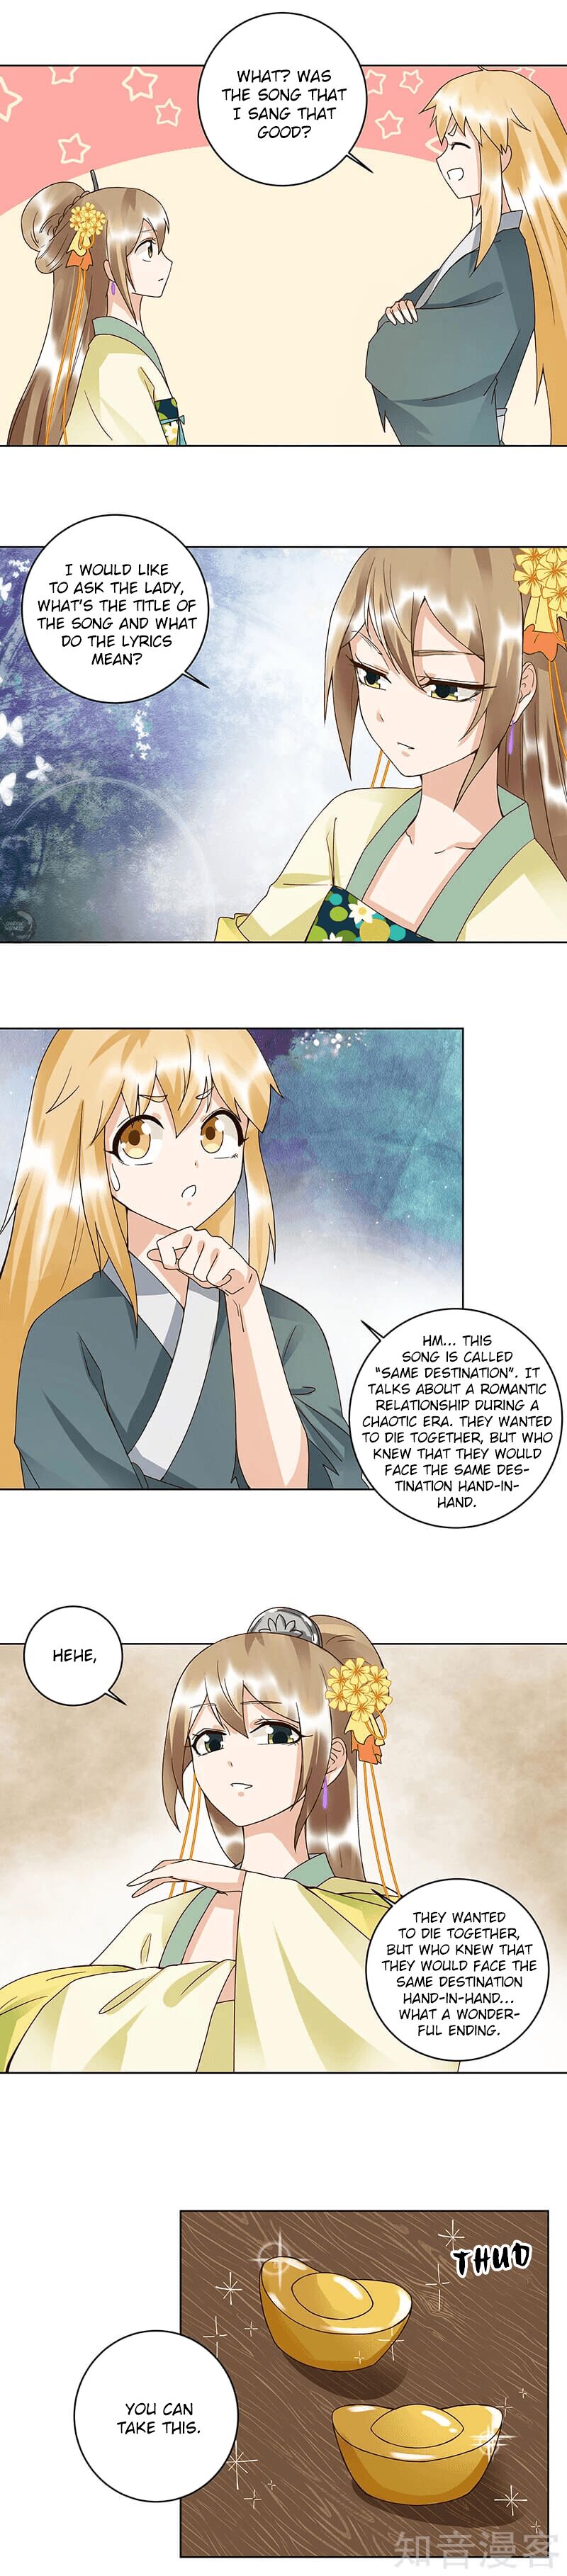 WHAT? WAS
THE SONG THAT
I SANG THAT
GOOD?
I WOULD LIKE
TO ASK THE LADY,
WHAT'S THE TITLE OF
THE SONG AND WHAT
DO THE LYRICS
MEAN?
HM... THIS
SONG IS CALLED
"SAME DESTINATION". IT
TALKS ABOUT A ROMANTIC
RELATIONSHIP DURING A
CHAOTIC ERA. THEY WANTED
TO DIE TOGETHER, BUT WHO
KNEW THAT THEY WOULD
FACE THE SAME DES-
TINATION HAND-IN-
HAND.
HEHE,
THEY WANTED
TO DIE TOGETHER,
BUT WHO KNEW THAT
THEY WOULD FACE THE
SAME DESTINATION
HAND-IN-HAND...
WHAT A WONDER-
FUL ENDING.
THUD
YOU CAN
TAKE THIS.
知音漫客